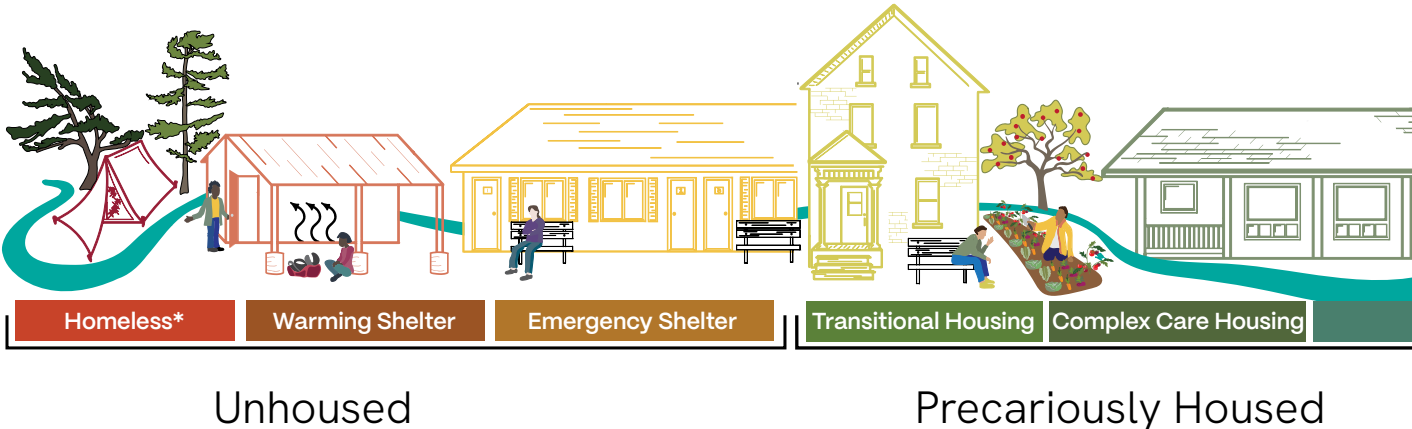 Homeless*
Warming Shelter
Emergency Shelter
Transitional Housing
Complex Care Housing
Unhoused
Precariously Housed